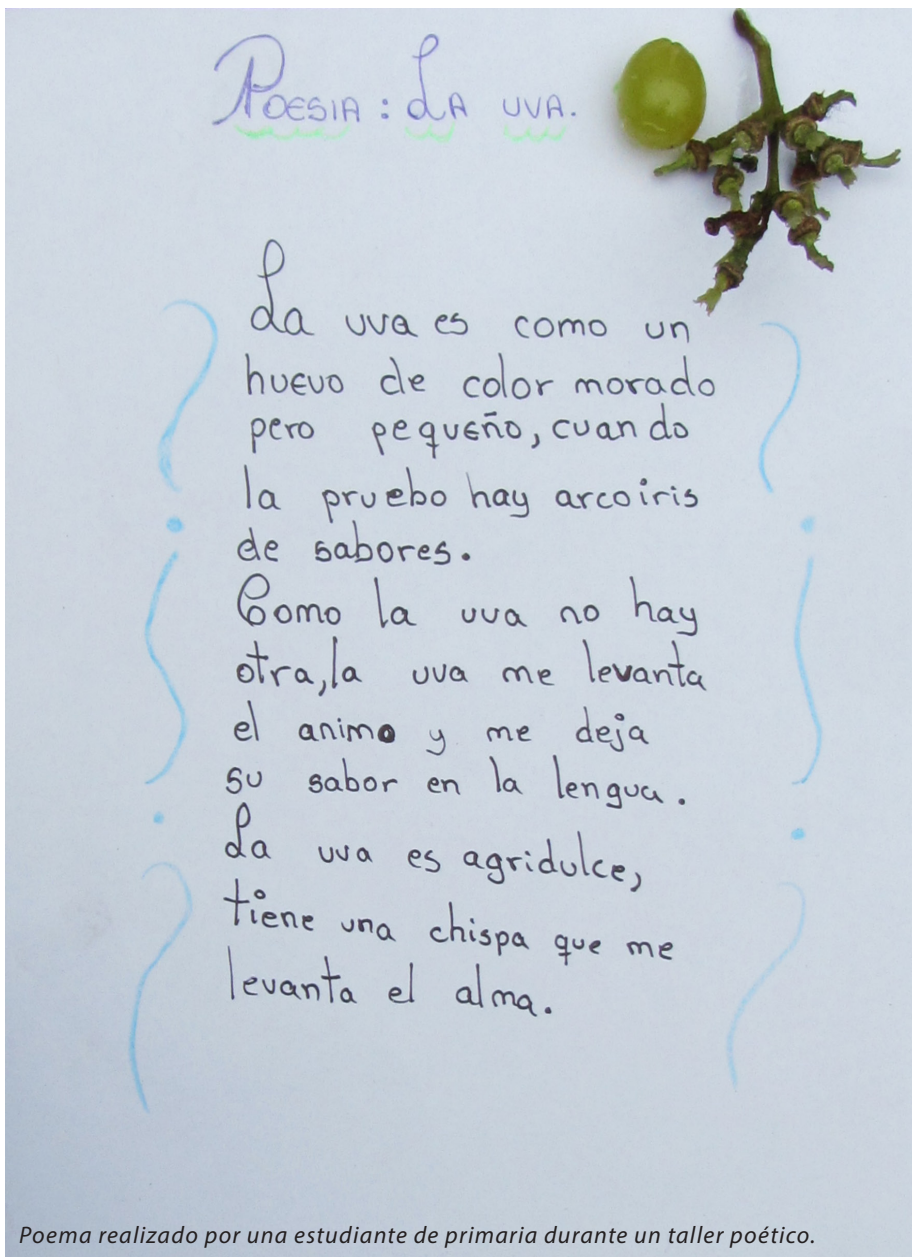 POESIA: LA UVA.
La uva es como un
huevo de color morado
pero pequeño, cuando
la pruebo hay arcoiris
de sabores.
Como la uva no hay
otra, la uva me levanta
el animo y me deja
su sabor en la lengua.
La uva es agridulce,
tiene una chispa que me
levanta el alma.
Poema realizado por una estudiante de primaria durante un taller poético.